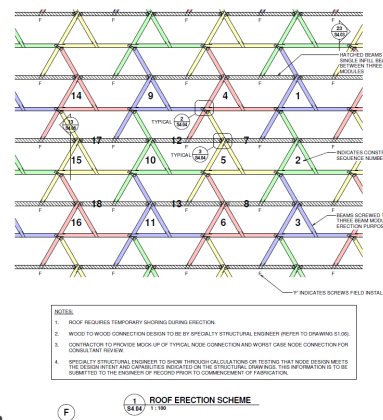 F F F F F
23
S4.03
HATCHED BEAMS
SINGLE INFILL BE
BETWEEN THREE
MODULES
14 9 4 1
F F F F
TYPICAL 2
S4.04
13
S4.05
17 12 7
TYPICAL 3
S4.04
15 10 5 2
INDICATES CONST
SEQUENCE NUMBE
F F F F
18 13 8
BEAMS SCREWED T
THREE BEAM MODU
ERECTION PURPOS
16 11 6 3
F F F F
'F' INDICATES SCREWS FIELD INSTAL
NOTES:
1. ROOF REQUIRES TEMPORARY SHORING DURING ERECTION.
2. WOOD TO WOOD CONNECTION DESIGN TO BE BY SPECIALTY STRUCTURAL ENGINEER (REFER TO DRAWING S1.06).
3. CONTRACTOR TO PROVIDE MOCK-UP OF TYPICAL NODE CONNECTION AND WORST CASE NODE CONNECTION FOR
CONSULTANT REVIEW.
4. SPECIALTY STRUCTURAL ENGINEER TO SHOW THROUGH CALCULATIONS OR TESTING THAT NODE DESIGN MEETS
THE DESIGN INTENT AND CAPABILITIES INDICATED ON THE STRUCTURAL DRAWINGS. THIS INFORMATION IS TO BE
SUBMITTED TO THE ENGINEER OF RECORD PRIOR TO COMMENCEMENT OF FABRICATION.
1 ROOF ERECTION SCHEME
S4.04 1 : 100
F